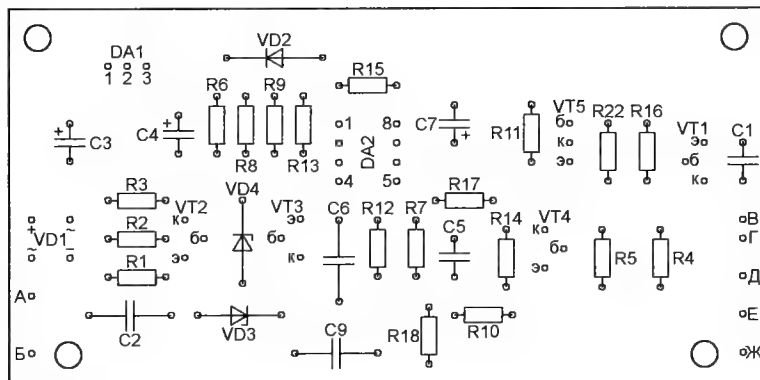 DA1
1 2 3
VD2
R15
R6
R9
R8
R13
+
C3
+
C4
1
8
DA2
4
5
C7
+
R11
VT5
б
к
э
R22
R16
VT1
э
б
к
C1
R3
R2
R1
+
−
VD1
~
~
VT2
к
б
э
VD4
VT3
э
б
к
C6
R12
R7
R17
C5
R14
VT4
к
б
э
R5
R4
В
Г
Д
Е
Ж
А
Б
C2
VD3
C9
R18
R10